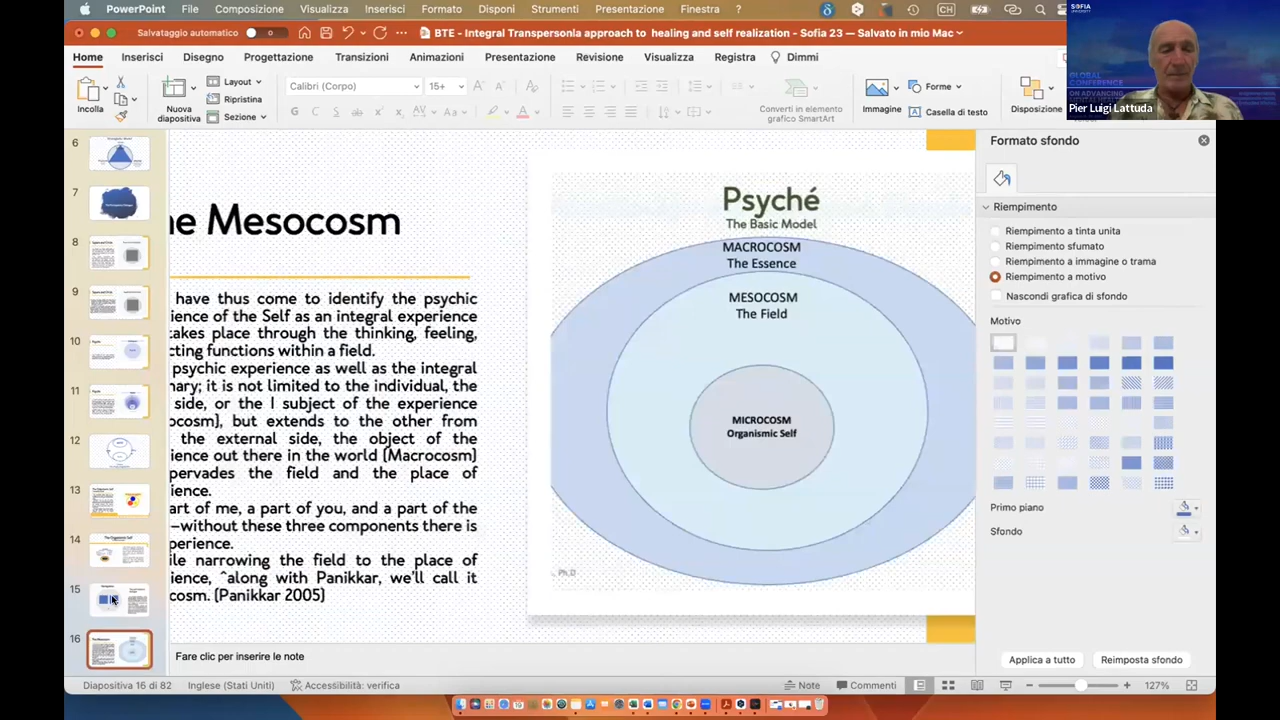 PowerPoint File Composizione Visualizza Inserisci Formato Disponi Strumenti Presentazione Finestra ?
SOFIA
UNIVERSITY
Salvataggio automatico
BTE - Integral Transpersonla approach to healing and self realization - Sofia 23 — Salvato in mio Mac
GLOBAL
CONFERENCE
ON ADVANCING
Pier Luigi Lattuda
Home Inserisci Disegno Progettazione Transizioni Animazioni Presentazione Revisione Visualizza Registra Dimmi
Incolla
Nuova
diapositiva
Layout
Ripristina
Sezione
Calibri (Corpo) 15+
Converti in elemento
grafico SmartArt
Immagine
Forme
Casella di testo
Disposizione
6
7
8
9
10
11
12
13
14
15
16
e Mesocosm
have thus come to identify the psychic
ience of the Self as an integral experience
takes place through the thinking, feeling,
cting functions within a field.
psychic experience as well as the integral
nary; it is not limited to the individual, the
side, or the I subject of the experience
ocosm), but extends to the other from
the external side, the object of the
ience out there in the world (Macrocosm)
pervades the field and the place of
ience.
art of me, a part of you, and a part of the
–without these three components there is
perience.
ile narrowing the field to the place of
ience, ^along with Panikkar, we'll call it
cosm. (Panikkar 2005)
Psyché
The Basic Model
MACROCOSM
The Essence
MESOCOSM
The Field
MICROCOSM
Organismic Self
, Ph.D
Formato sfondo
Riempimento
Riempimento a tinta unita
Riempimento sfumato
Riempimento a immagine o trama
Riempimento a motivo
Nascondi grafica di sfondo
Motivo
Primo piano
Sfondo
Applica a tutto Reimposta sfondo
Fare clic per inserire le note
Diapositiva 16 di 82 Inglese (Stati Uniti) Accessibilità: verifica Note Commenti 127%